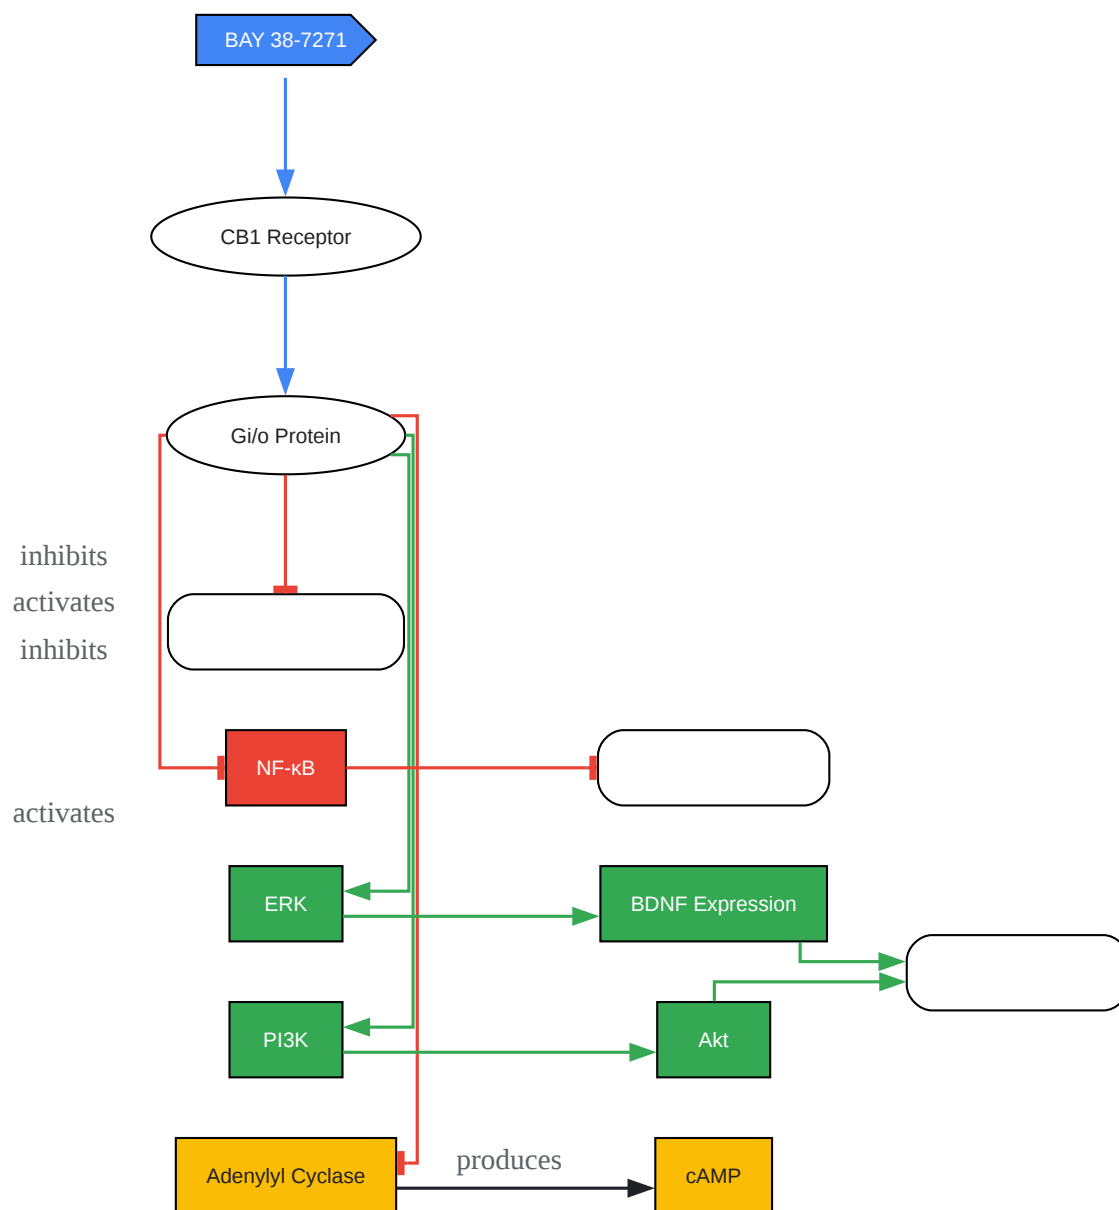 BAY 38-7271
CB1 Receptor
Gi/o Protein
inhibits
activates
inhibits
NF-κB
activates
ERK
BDNF Expression
PI3K
Akt
Adenylyl Cyclase
produces
cAMP